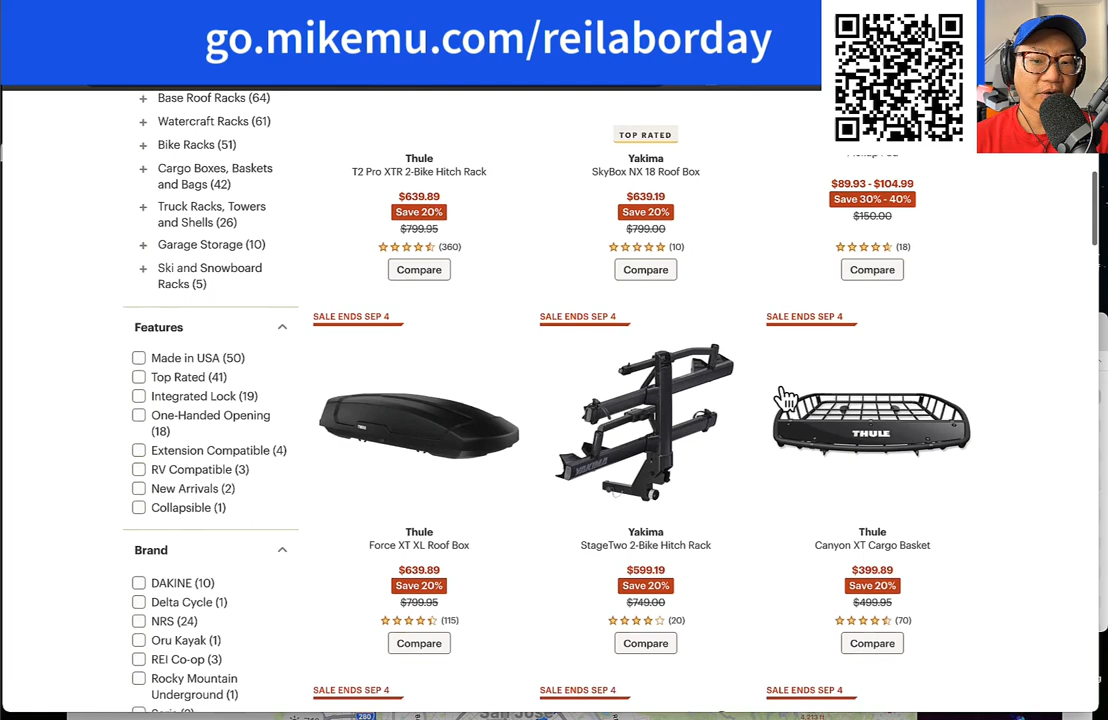 go.mikemu.com/reilaborday
+ Base Roof Racks (64)
+ Watercraft Racks (61)
+ Bike Racks (51)
+ Cargo Boxes, Baskets
and Bags (42)
+ Truck Racks, Towers
and Shells (26)
+ Garage Storage (10)
+ Ski and Snowboard
Racks (5)
Features
Made in USA (50)
Top Rated (41)
Integrated Lock (19)
One-Handed Opening
(18)
Extension Compatible (4)
RV Compatible (3)
New Arrivals (2)
Collapsible (1)
Brand
DAKINE (10)
Delta Cycle (1)
NRS (24)
Oru Kayak (1)
REI Co-op (3)
Rocky Mountain
Underground (1)
Thule
T2 Pro XTR 2-Bike Hitch Rack
$639.89
Save 20%
$799.95
(360)
Compare
TOP RATED
Yakima
SkyBox NX 18 Roof Box
$639.19
Save 20%
$799.00
(10)
Compare
$89.93 - $104.99
Save 30% - 40%
$150.00
(18)
Compare
SALE ENDS SEP 4
Thule
Force XT XL Roof Box
$639.89
Save 20%
$799.95
(115)
Compare
SALE ENDS SEP 4
YAKIMA
Yakima
StageTwo 2-Bike Hitch Rack
$599.19
Save 20%
$749.00
(20)
Compare
SALE ENDS SEP 4
THULE
Thule
Canyon XT Cargo Basket
$399.89
Save 20%
$499.95
(70)
Compare
SALE ENDS SEP 4
SALE ENDS SEP 4
SALE ENDS SEP 4
280